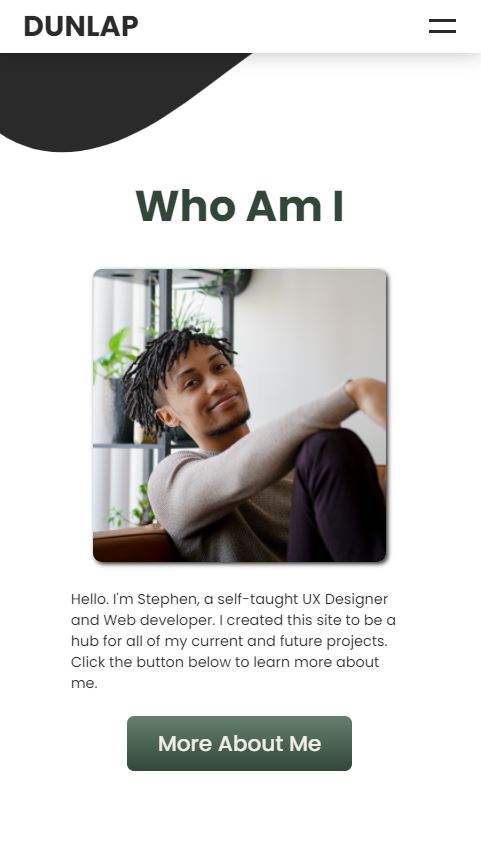 DUNLAP
Who Am I
Hello. I'm Stephen, a self-taught UX Designer
and Web developer. I created this site to be a
hub for all of my current and future projects.
Click the button below to learn more about
me.
More About Me